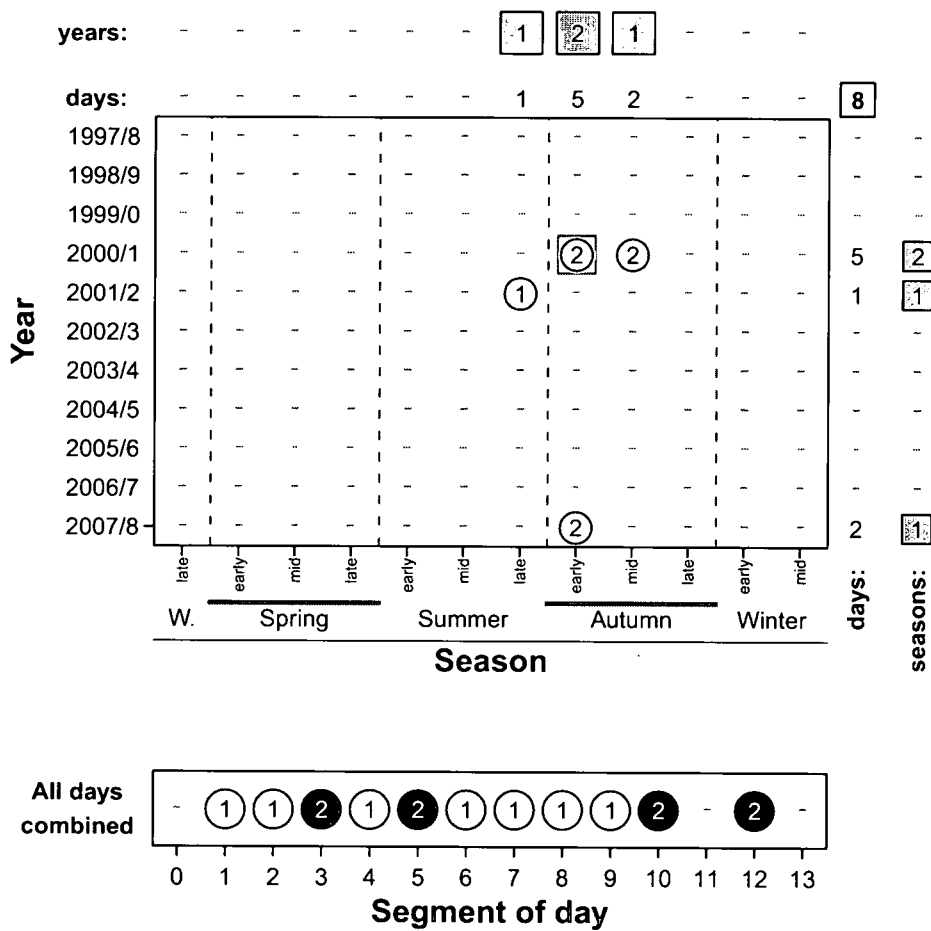 years: - - - - - - 1 2 1 - - -
days: - - - - - - 1 5 2 - - - 8
1997/8 - - - - - - - - - - - - - -
1998/9 - - - - - - - - - - - - - -
1999/0 - - - - - - - - - - - - - -
2000/1 - - - - - - - 2 2 - - - 5 2
2001/2 - - - - - - 1 - - - - - 1 1
2002/3 - - - - - - - - - - - - - -
2003/4 - - - - - - - - - - - - - -
2004/5 - - - - - - - - - - - - - -
2005/6 - - - - - - - - - - - - - -
2006/7 - - - - - - - - - - - - - -
2007/8 - - - - - - - 2 - - - - 2 1
Year
late early mid late early mid late early mid late early mid
W. Spring Summer Autumn Winter
Season
days:
seasons:
All days
combined
- 1 1 2 1 2 1 1 1 1 2 - 2 -
0 1 2 3 4 5 6 7 8 9 10 11 12 13
Segment of day